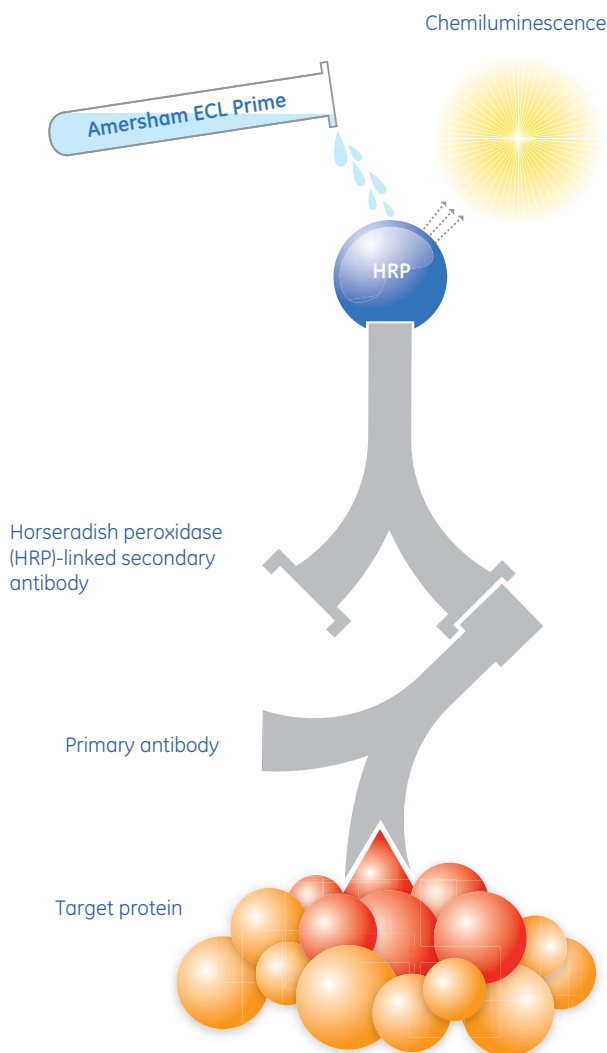 Chemiluminescence
Amersham ECL Prime
HRP
Horseradish peroxidase
(HRP)-linked secondary
antibody
Primary antibody
Target protein